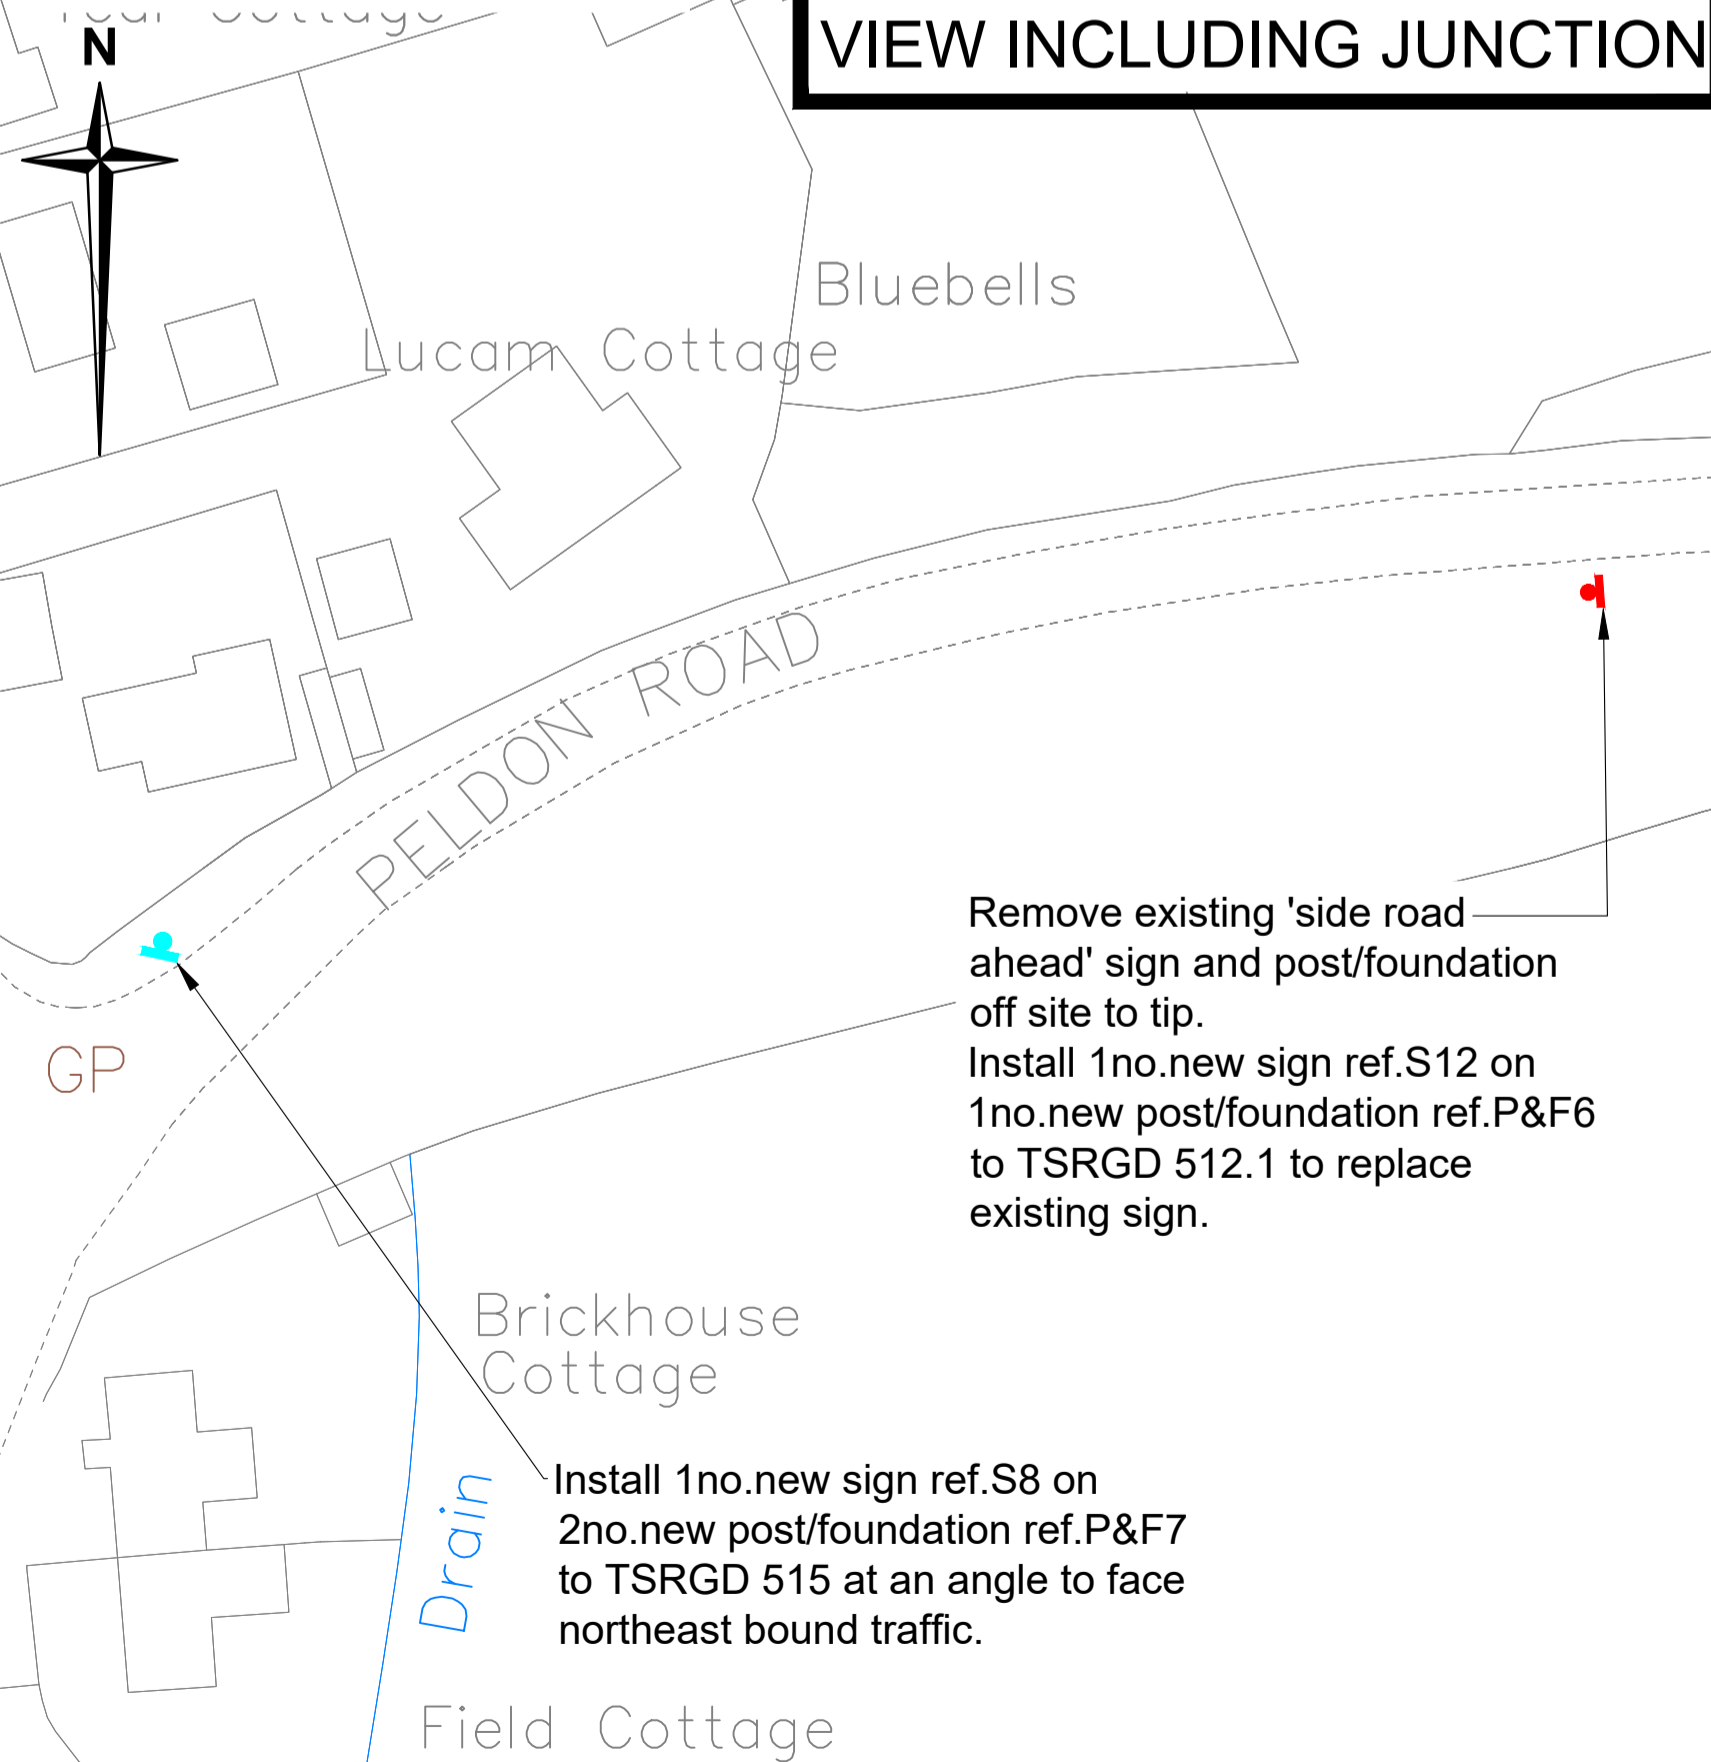 Cottage
N
VIEW INCLUDING JUNCTION
Bluebells
Lucam Cottage
PELDON ROAD
GP
Remove existing 'side road
ahead' sign and post/foundation
off site to tip.
Install 1no.new sign ref.S12 on
1no.new post/foundation ref.P&F6
to TSRGD 512.1 to replace
existing sign.
Brickhouse
Cottage
Install 1no.new sign ref.S8 on
2no.new post/foundation ref.P&F7
to TSRGD 515 at an angle to face
northeast bound traffic.
Drain
Field Cottage